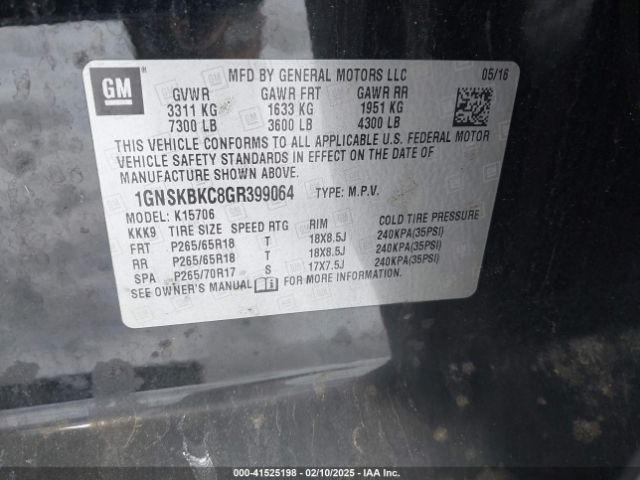 GM ®
MFD BY GENERAL MOTORS LLC 05/16
GVWR GAWR FRT GAWR RR
3311 KG 1633 KG 1951 KG
7300 LB 3600 LB 4300 LB
THIS VEHICLE CONFORMS TO ALL APPLICABLE U.S. FEDERAL MOTOR
VEHICLE SAFETY STANDARDS IN EFFECT ON THE DATE OF
MANUFACTURE SHOWN ABOVE.
1GNSKBKC8GR399064 TYPE: M.P.V.
MODEL: K15706
KKK9 TIRE SIZE SPEED RTG RIM COLD TIRE PRESSURE
FRT P265/65R18 T 18X8.5J 240KPA(35PSI)
RR P265/65R18 T 18X8.5J 240KPA(35PSI)
SPA P265/70R17 S 17X7.5J 240KPA(35PSI)
SEE OWNER'S MANUAL FOR MORE INFORMATION.
000-41525198 - 02/10/2025 - IAA Inc.